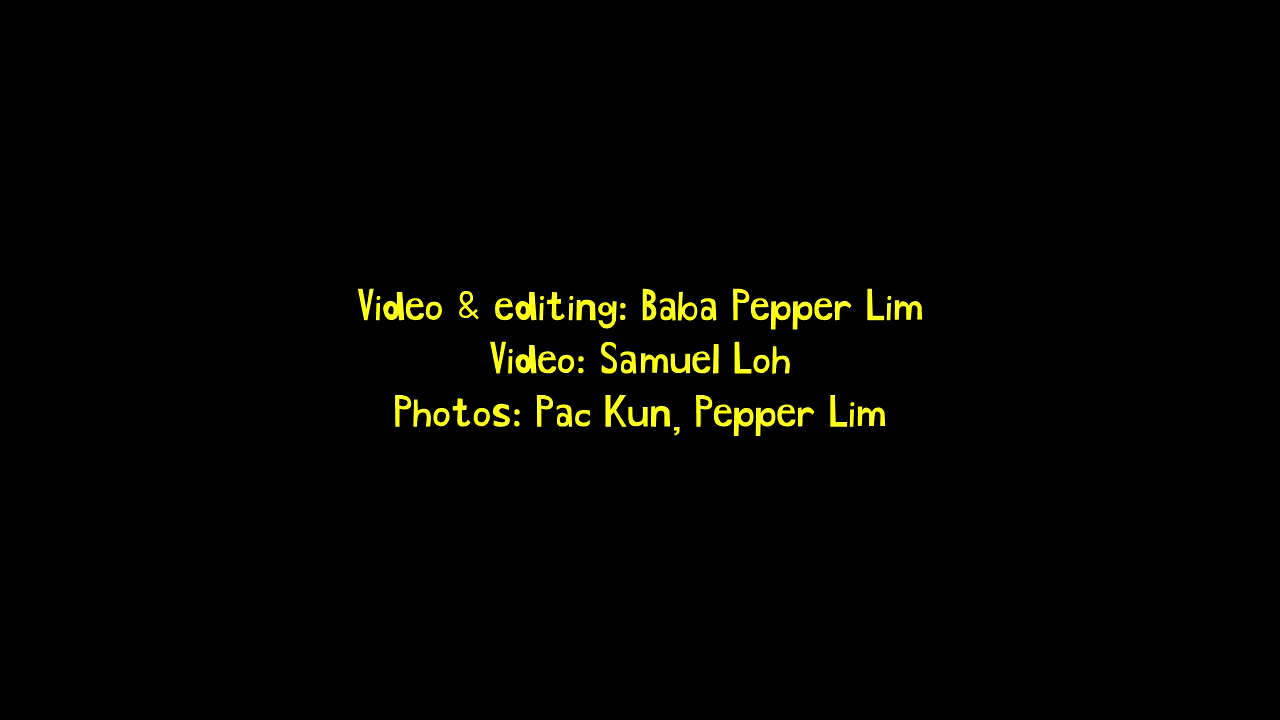 Video & editing: Baba Pepper Lim
Video: Samuel Loh
Photos: Pac Kun, Pepper Lim